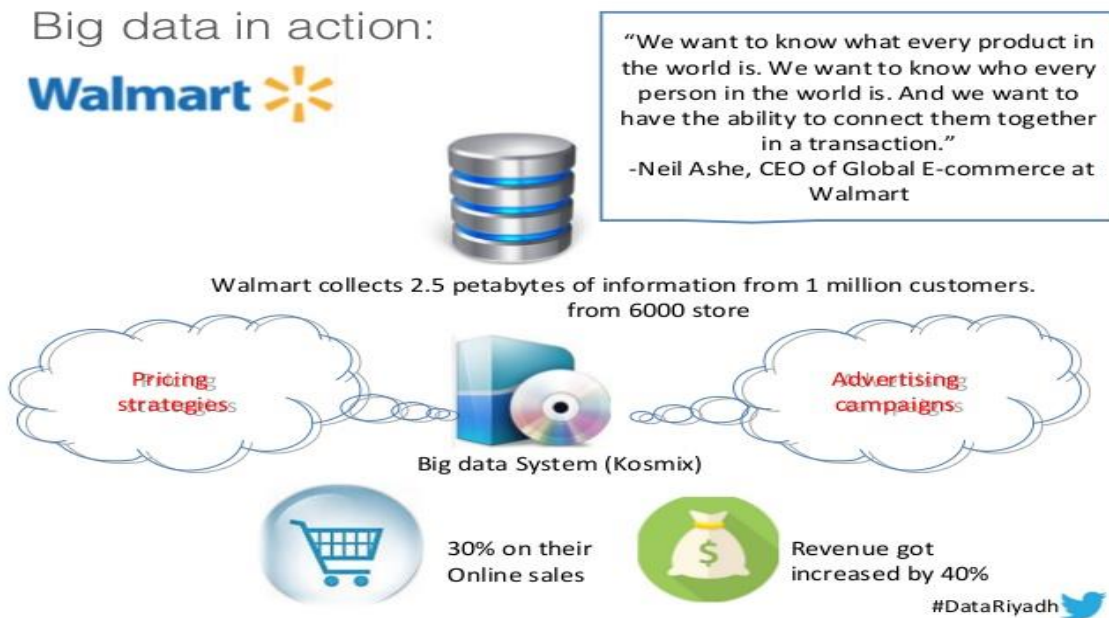 Big data in action:
Walmart
“We want to know what every product in
the world is. We want to know who every
person in the world is. And we want to
have the ability to connect them together
in a transaction.”
-Neil Ashe, CEO of Global E-commerce at
Walmart
Walmart collects 2.5 petabytes of information from 1 million customers.
from 6000 store
Pricing
strategies
Advertising
campaigns
Big data System (Kosmix)
30% on their
Online sales
Revenue got
increased by 40%
#DataRiyadh
$